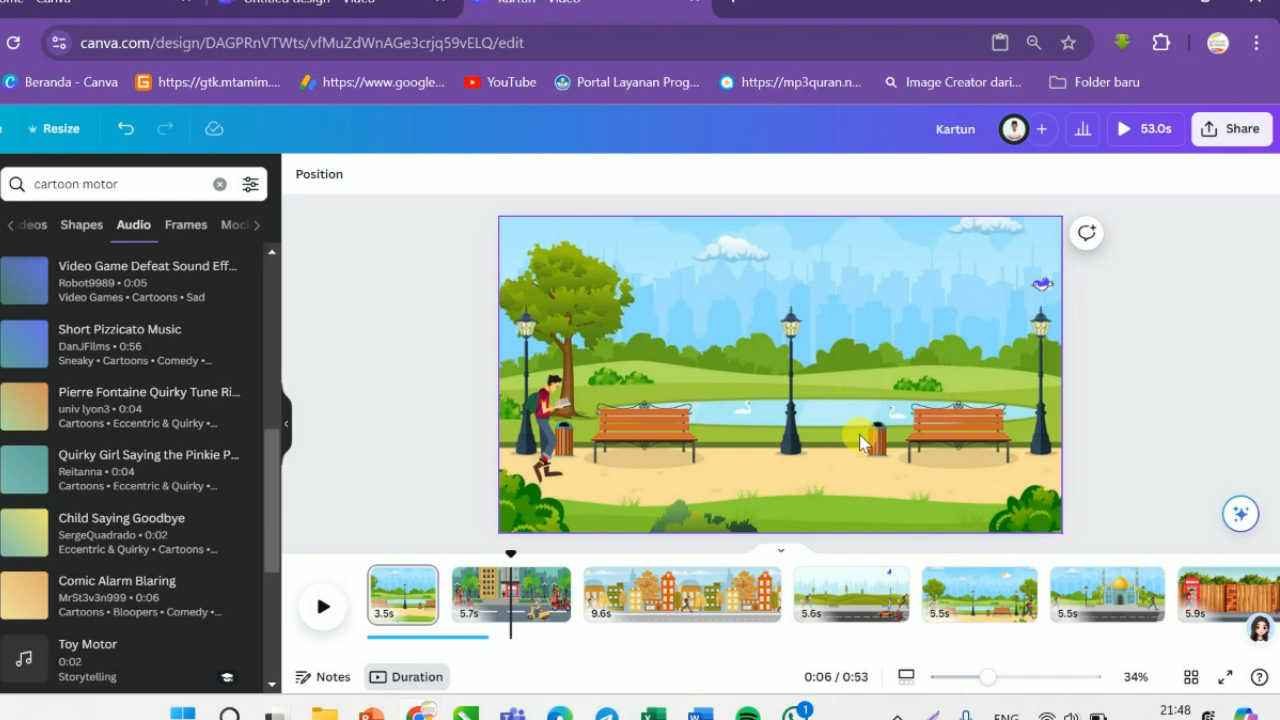 Canva
Kartun - Video
canva.com/design/DAGPRnVTWts/vfMuZdWnAGe3crjq59vELQ/edit
Beranda - Canva
https://gtk.mtamim....
https://www.google...
YouTube
Portal Layanan Prog...
https://mp3quran.n...
Image Creator dari...
Folder baru
Resize
Kartun
53.0s
Share
cartoon motor
Position
deos
Shapes
Audio
Frames
Moc
Video Game Defeat Sound Eff...
Robot9989 • 0:05
Video Games • Cartoons • Sad
Short Pizzicato Music
DanJFilms • 0:56
Sneaky • Cartoons • Comedy •...
Pierre Fontaine Quirky Tune Ri...
univ lyon3 • 0:04
Cartoons • Eccentric & Quirky •...
Quirky Girl Saying the Pinkie P...
Reitanna • 0:04
Cartoons • Eccentric & Quirky •...
Child Saying Goodbye
SergeQuadrado • 0:02
Eccentric & Quirky • Cartoons •...
Comic Alarm Blaring
MrSt3v3n999 • 0:06
Cartoons • Bloopers • Comedy •...
Toy Motor
0:02
Storytelling
3.5s
5.7s
9.6s
5.6s
5.5s
5.5s
5.9s
Notes
Duration
0:06 / 0:53
34%
1
ENG
21:48